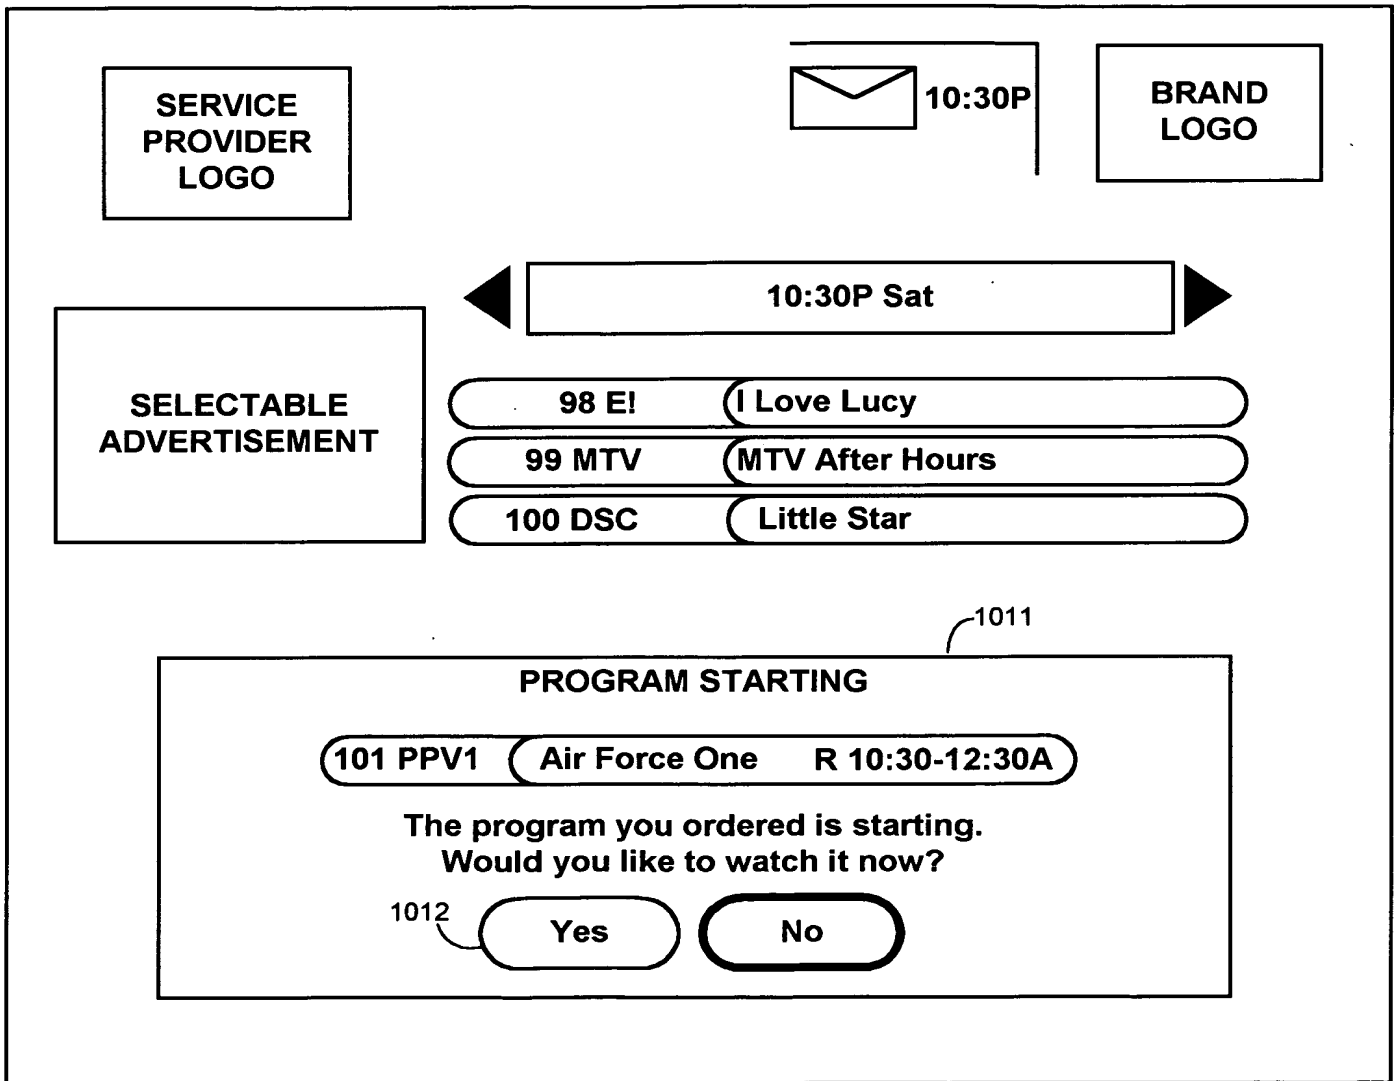 SERVICE
PROVIDER
LOGO
10:30P
BRAND
LOGO
10:30P Sat
SELECTABLE
ADVERTISEMENT
98 E! I Love Lucy
99 MTV MTV After Hours
100 DSC Little Star
1011
PROGRAM STARTING
101 PPV1 Air Force One R 10:30-12:30A
The program you ordered is starting.
Would you like to watch it now?
1012
Yes No